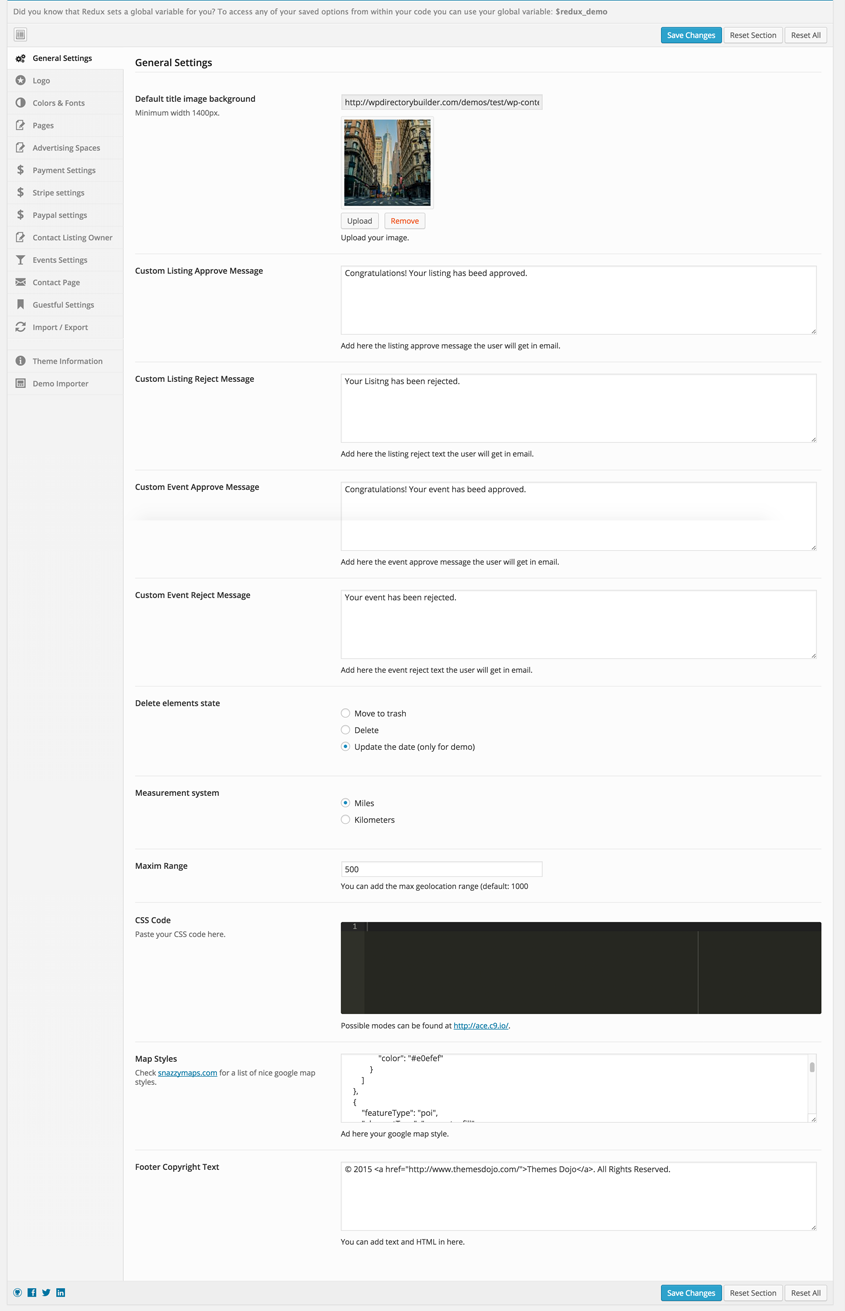 Did you know that Redux sets a global variable for you? To access any of your saved options from within your code you can use your global variable: $redux_demo
Save Changes
Reset Section
Reset All
General Settings
Logo
Colors & Fonts
Pages
Advertising Spaces
Payment Settings
Stripe settings
Paypal settings
Contact Listing Owner
Events Settings
Contact Page
Guestful Settings
Import / Export
Theme Information
Demo Importer
General Settings
Default title image background
Minimum width 1400px.
http://wpdirectorybuilder.com/demos/test/wp-conte
Upload
Remove
Upload your image.
Custom Listing Approve Message
Congratulations! Your listing has beed approved.
Add here the listing approve message the user will get in email.
Custom Listing Reject Message
Your Lisitng has been rejected.
Add here the listing reject text the user will get in email.
Custom Event Approve Message
Congratulations! Your event has beed approved.
Add here the event approve message the user will get in email.
Custom Event Reject Message
Your event has been rejected.
Add here the event reject text the user will get in email.
Delete elements state
Move to trash
Delete
Update the date (only for demo)
Measurement system
Miles
Kilometers
Maxim Range
500
You can add the max geolocation range (default: 1000
CSS Code
Paste your CSS code here.
1
Possible modes can be found at http://ace.c9.io/.
Map Styles
Check snazzymaps.com for a list of nice google map
styles.
"color": "#e0efef"
}
]
},
{
"featureType": "poi",
Ad here your google map style.
Footer Copyright Text
© 2015 <a href="http://www.themesdojo.com/">Themes Dojo</a>. All Rights Reserved.
You can add text and HTML in here.
Save Changes
Reset Section
Reset All